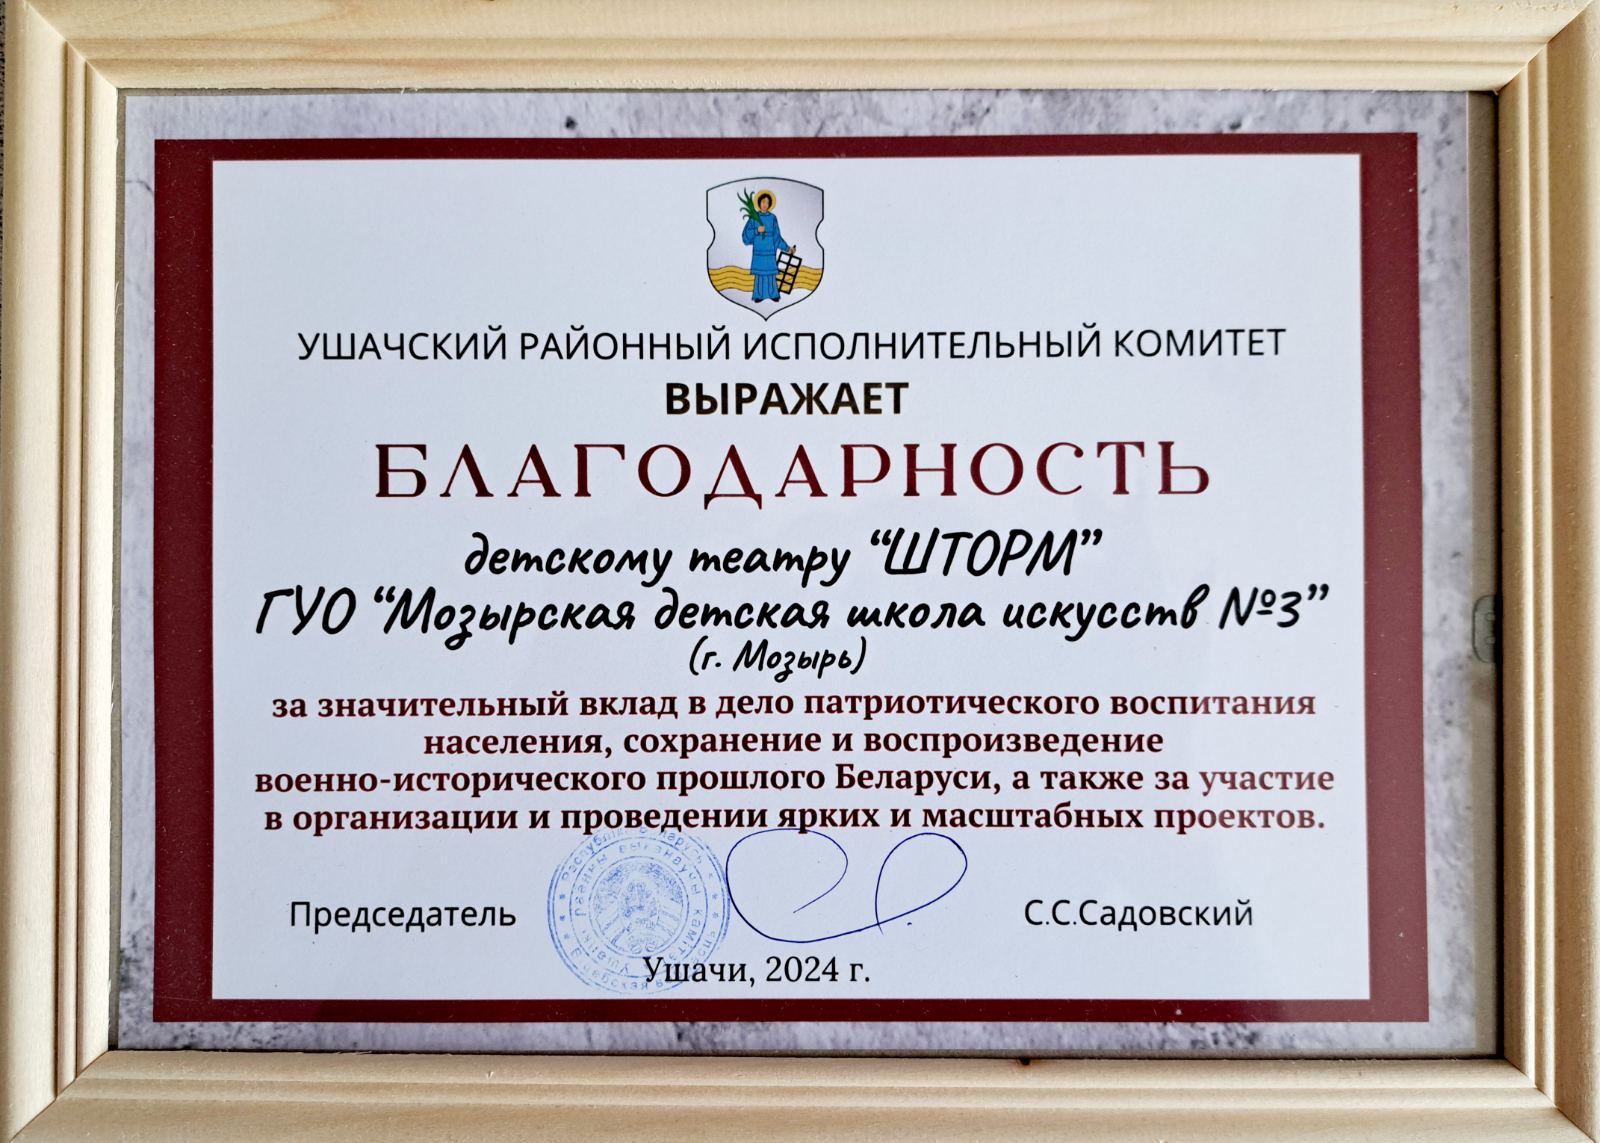 УШАЧСКИЙ РАЙОННЫЙ ИСПОЛНИТЕЛЬНЫЙ КОМИТЕТ
ВЫРАЖАЕТ
БЛАГОДАРНОСТЬ
детскому театру “ШТОРМ”
ГУО “Мозырская детская школа искусств №3”
(г. Мозырь)
за значительный вклад в дело патриотического воспитания
населения, сохранение и воспроизведение
военно-исторического прошлого Беларуси, а также за участие
в организации и проведении ярких и масштабных проектов.
Председатель
С.С.Садовский
Ушачи, 2024 г.